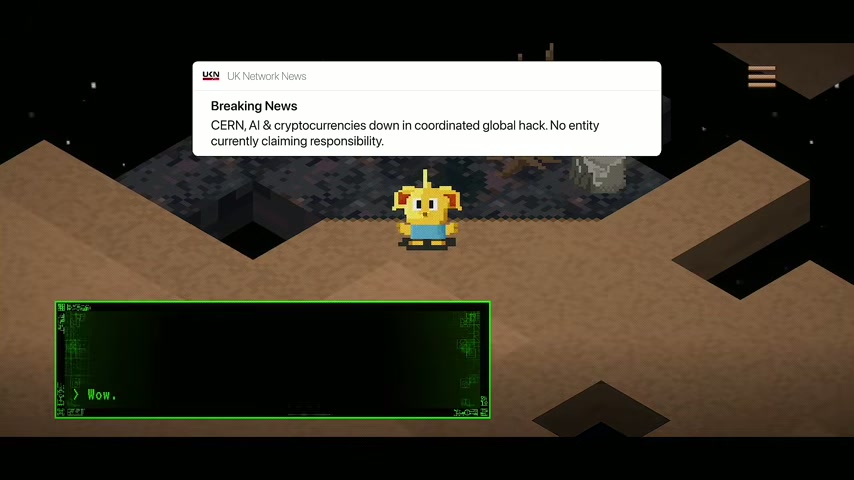 UKN UK Network News
Breaking News
CERN, AI & cryptocurrencies down in coordinated global hack. No entity
currently claiming responsibility.
> Wow.